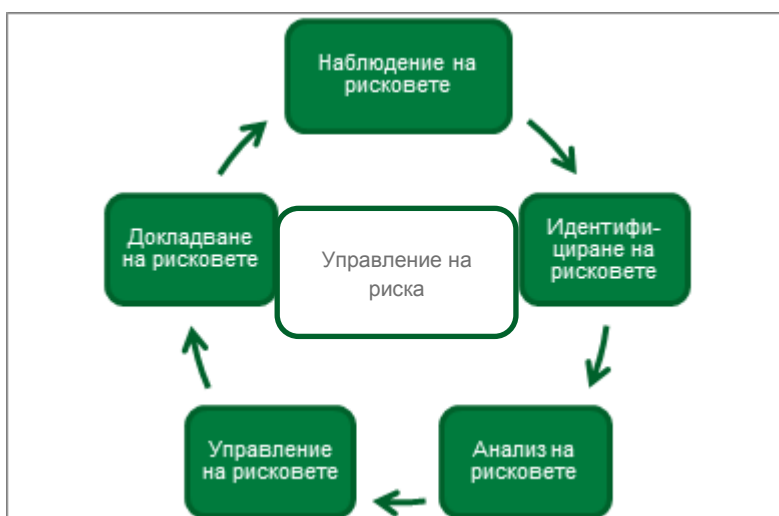 Наблюдение на
рисковете
Идентифи-
циране на
рисковете
Докладване
на рисковете
Управление на
риска
Управление
на рисковете
Анализ на
рисковете